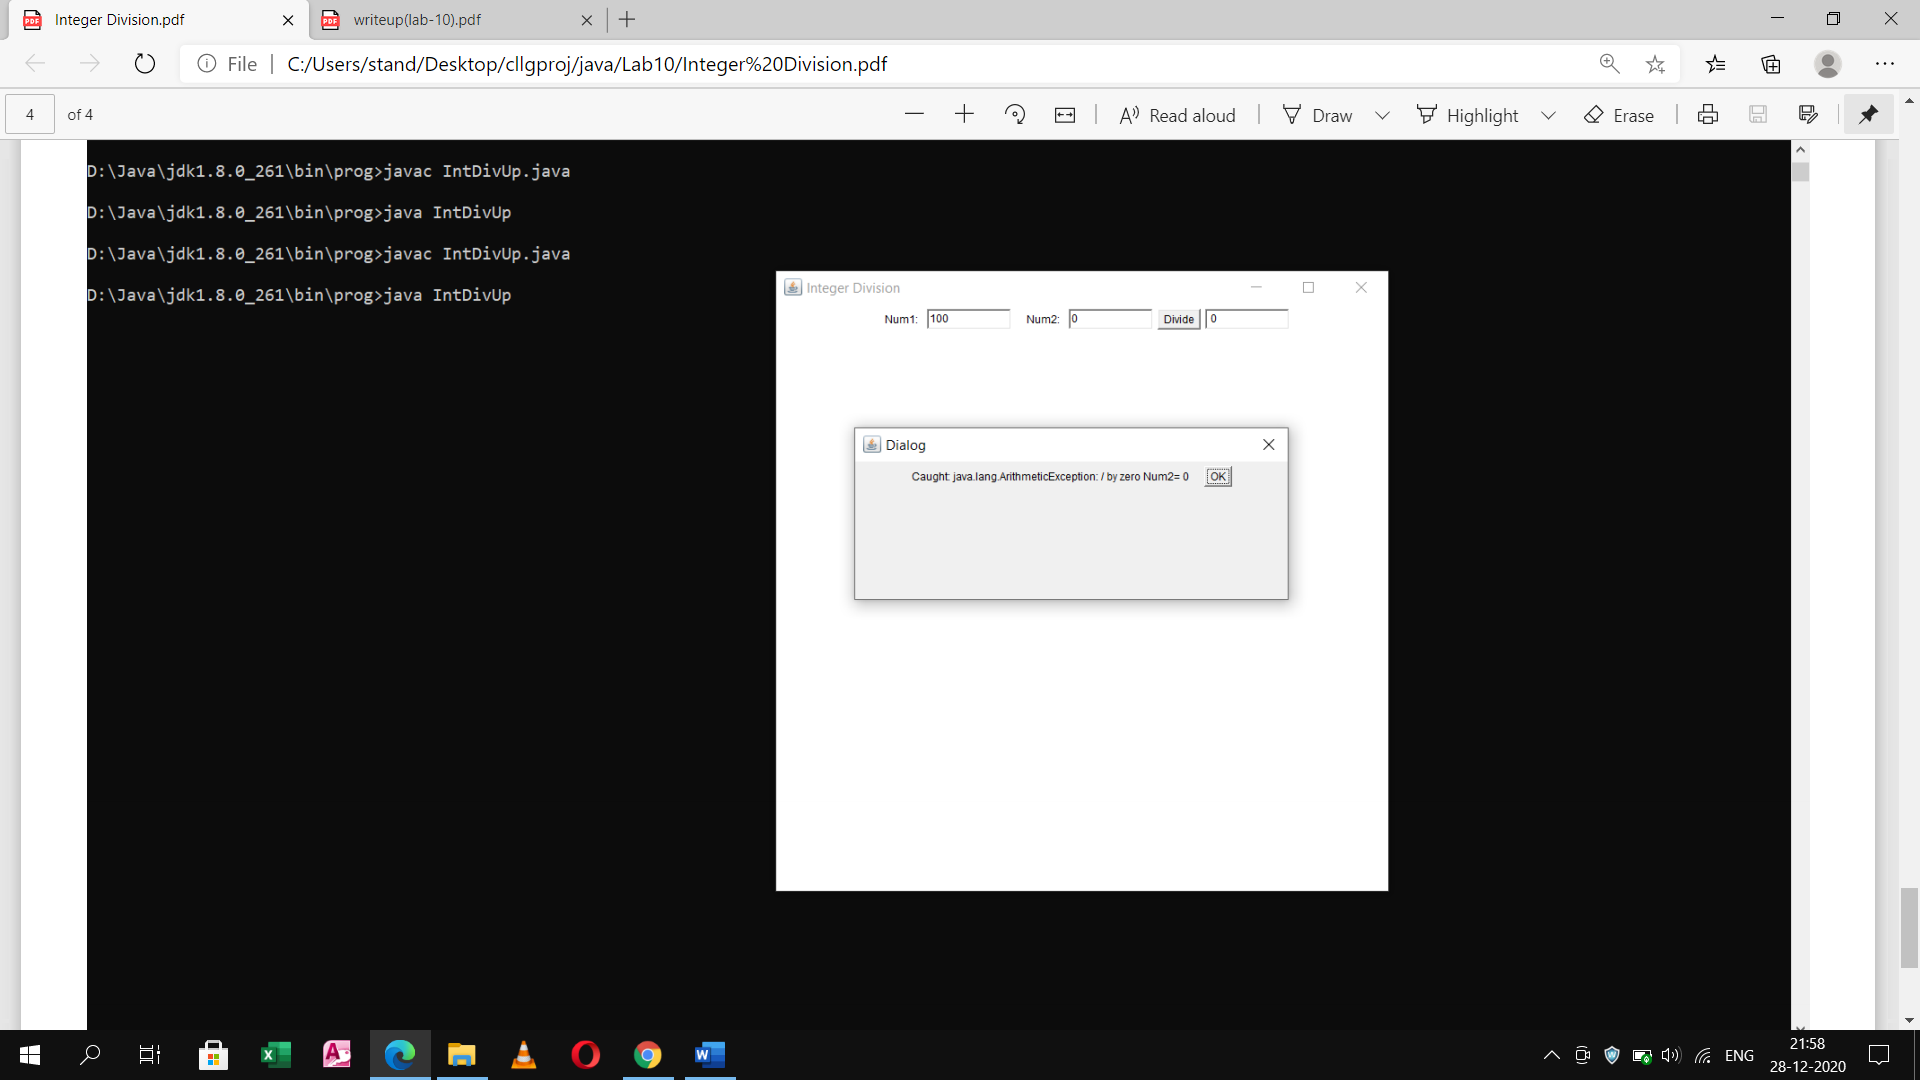 Integer Division.pdf
writeup(lab-10).pdf
File
C:/Users/stand/Desktop/cllgproj/java/Lab10/Integer%20Division.pdf
4 of 4
Read aloud
Draw
Highlight
Erase
D:\Java\jdk1.8.0_261\bin\prog>javac IntDivUp.java
D:\Java\jdk1.8.0_261\bin\prog>java IntDivUp
D:\Java\jdk1.8.0_261\bin\prog>javac IntDivUp.java
D:\Java\jdk1.8.0_261\bin\prog>java IntDivUp
Integer Division
Num1: 100 Num2: 0 Divide 0
Dialog
Caught: java.lang.ArithmeticException: / by zero Num2= 0 OK
ENG
21:58
28-12-2020